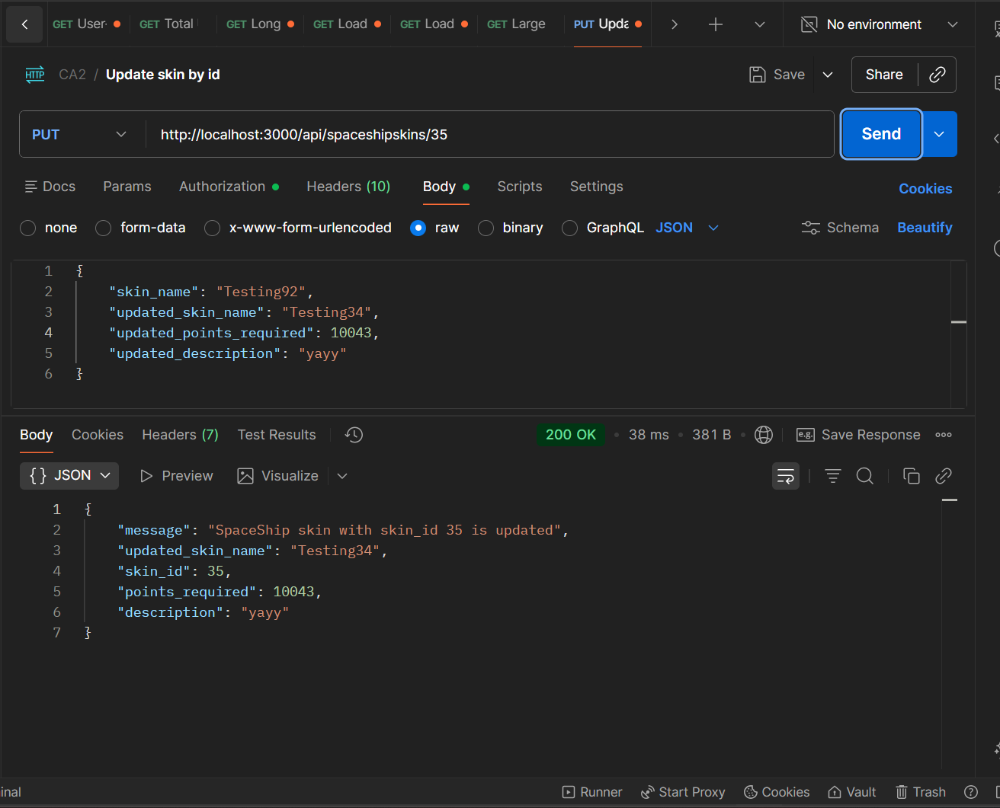 GET User GET Total GET Long GET Load GET Load GET Large PUT Upda No environment
HTTP CA2 / Update skin by id Save Share
PUT http://localhost:3000/api/spaceshipskins/35 Send
Docs Params Authorization Headers (10) Body Scripts Settings Cookies
none form-data x-www-form-urlencoded raw binary GraphQL JSON Schema Beautify
1 {
2 "skin_name": "Testing92",
3 "updated_skin_name": "Testing34",
4 "updated_points_required": 10043,
5 "updated_description": "yayy"
6 }
Body Cookies Headers (7) Test Results 200 OK • 38 ms • 381 B • e.g. Save Response
{} JSON Preview Visualize
1 {
2 "message": "SpaceShip skin with skin_id 35 is updated",
3 "updated_skin_name": "Testing34",
4 "skin_id": 35,
5 "points_required": 10043,
6 "description": "yayy"
7 }
inal Runner Start Proxy Cookies Vault Trash